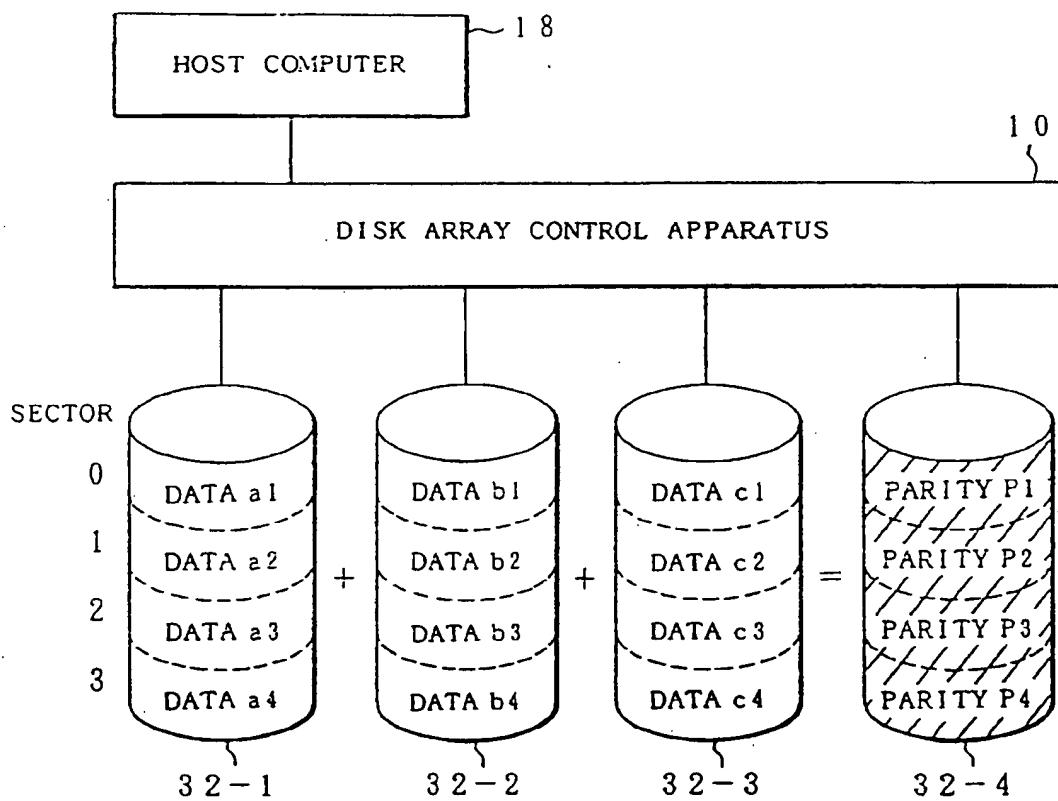 18
HOST COMPUTER
10
DISK ARRAY CONTROL APPARATUS
SECTOR
0
DATA a1
DATA b1
DATA c1
PARITY P1
1
DATA a2
+
DATA b2
+
DATA c2
=
PARITY P2
2
DATA a3
DATA b3
DATA c3
PARITY P3
3
DATA a4
DATA b4
DATA c4
PARITY P4
32-1
32-2
32-3
32-4